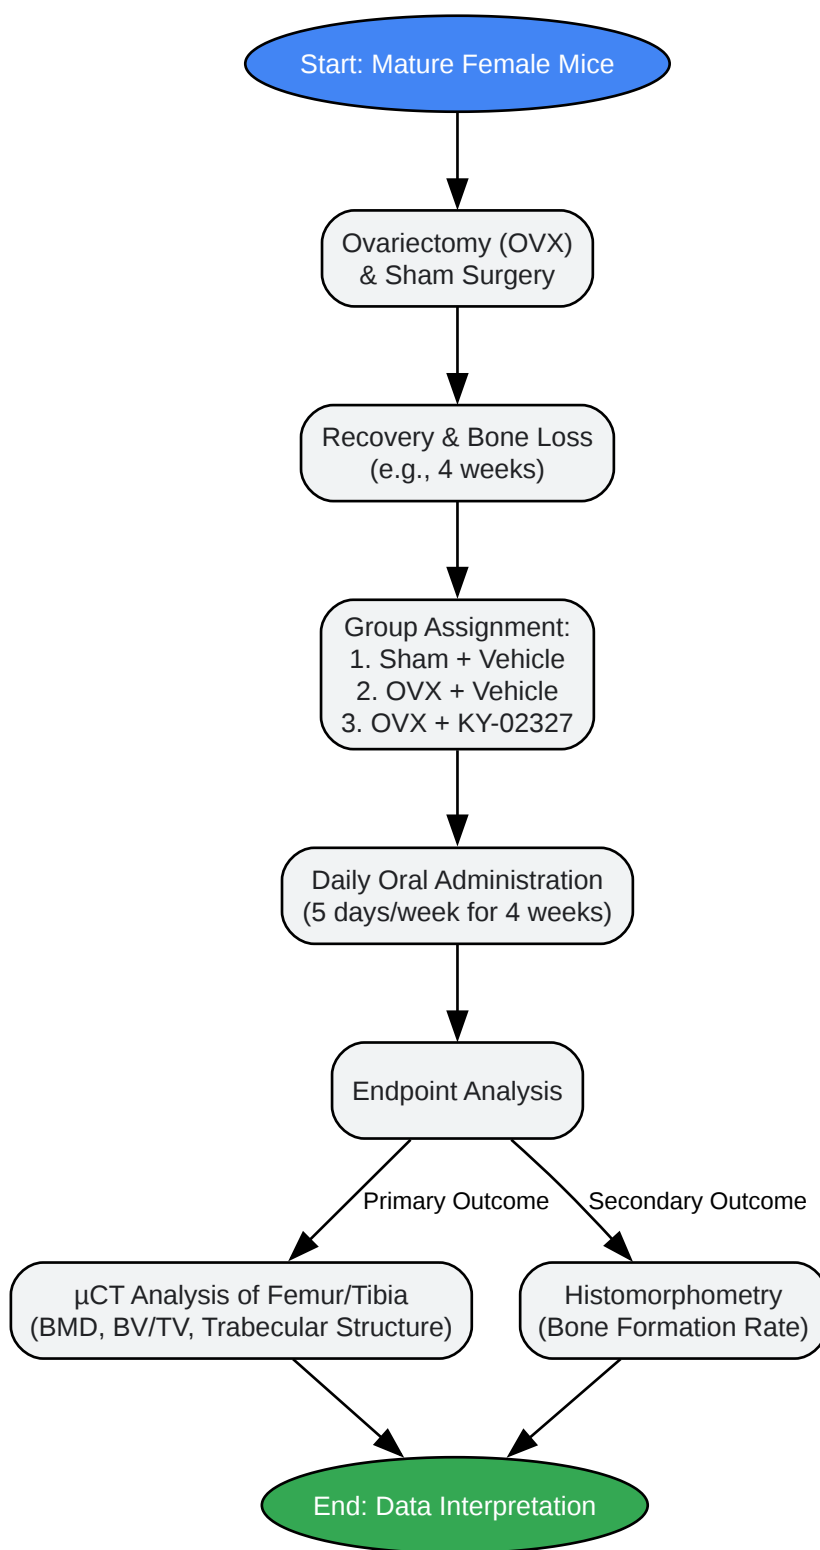 Start: Mature Female Mice
Ovariectomy (OVX)
& Sham Surgery
Recovery & Bone Loss
(e.g., 4 weeks)
Group Assignment:
1. Sham + Vehicle
2. OVX + Vehicle
3. OVX + KY-02327
Daily Oral Administration
(5 days/week for 4 weeks)
Endpoint Analysis
Primary Outcome
Secondary Outcome
µCT Analysis of Femur/Tibia
(BMD, BV/TV, Trabecular Structure)
Histomorphometry
(Bone Formation Rate)
End: Data Interpretation